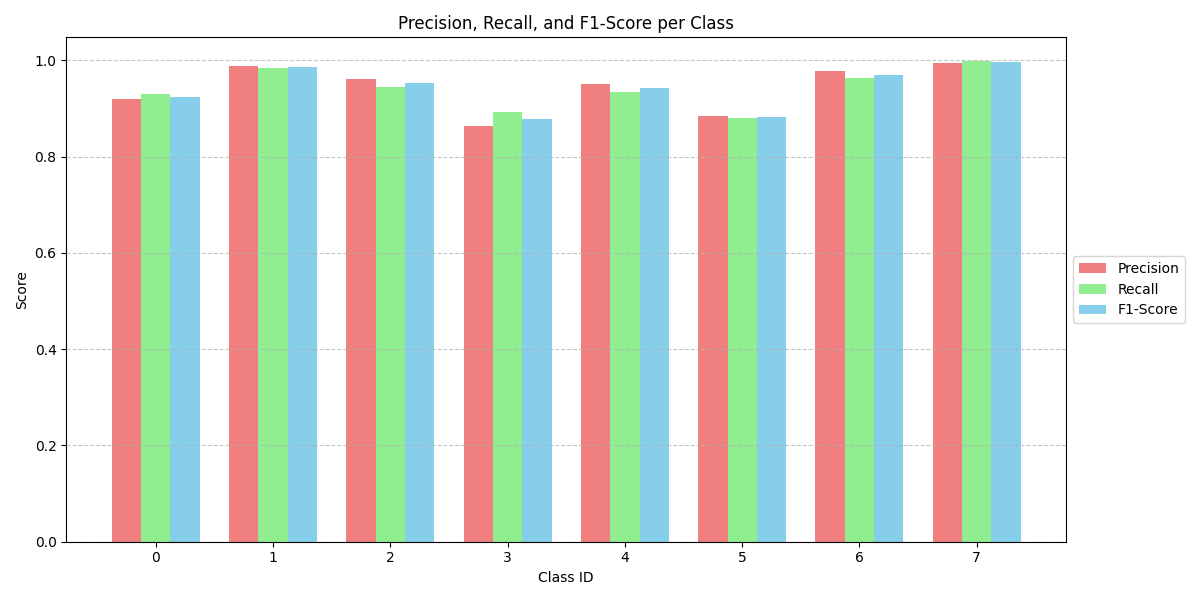 Precision, Recall, and F1-Score per Class
Score
1.0
0.8
0.6
0.4
0.2
0.0
0 1 2 3 4 5 6 7
Class ID
Precision
Recall
F1-Score